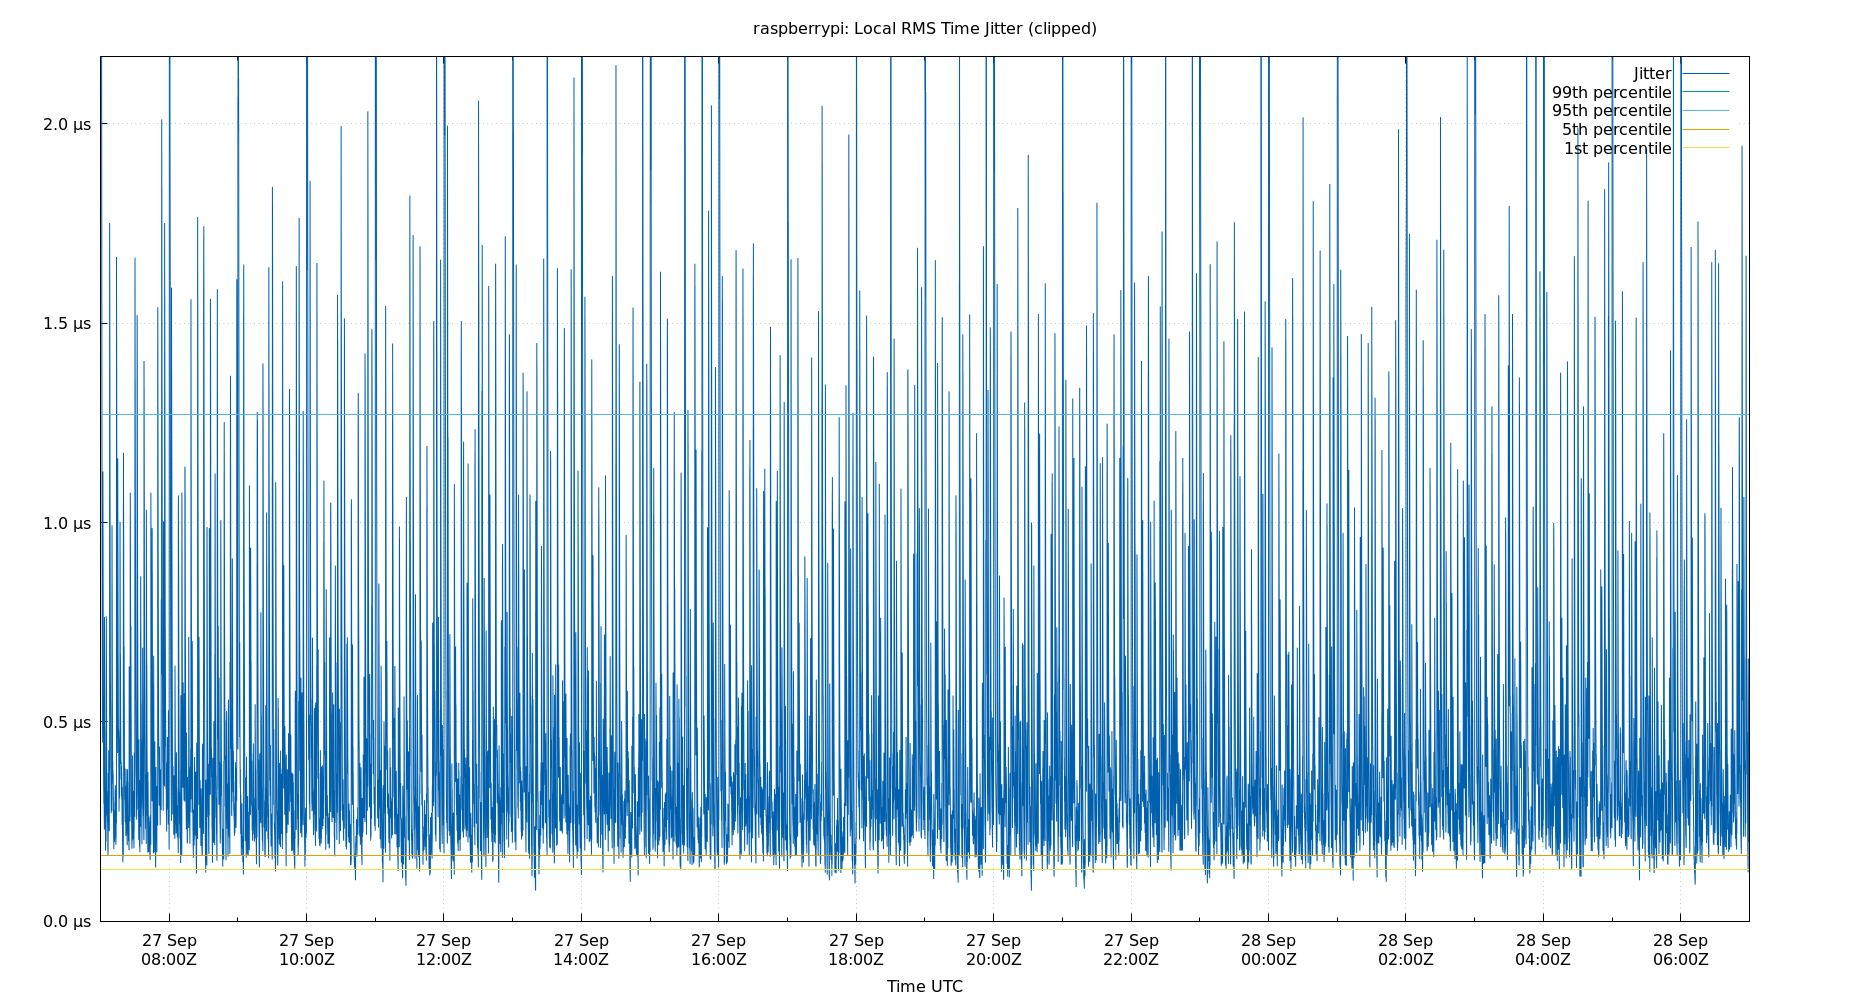 raspberrypi: Local RMS Time Jitter (clipped)
Jitter
99th percentile
95th percentile
5th percentile
1st percentile
2.0 µs
1.5 µs
1.0 µs
0.5 µs
0.0 µs
27 Sep 27 Sep 27 Sep 27 Sep 27 Sep 27 Sep 27 Sep 27 Sep 28 Sep 28 Sep 28 Sep 28 Sep
08:00Z 10:00Z 12:00Z 14:00Z 16:00Z 18:00Z 20:00Z 22:00Z 00:00Z 02:00Z 04:00Z 06:00Z
Time UTC